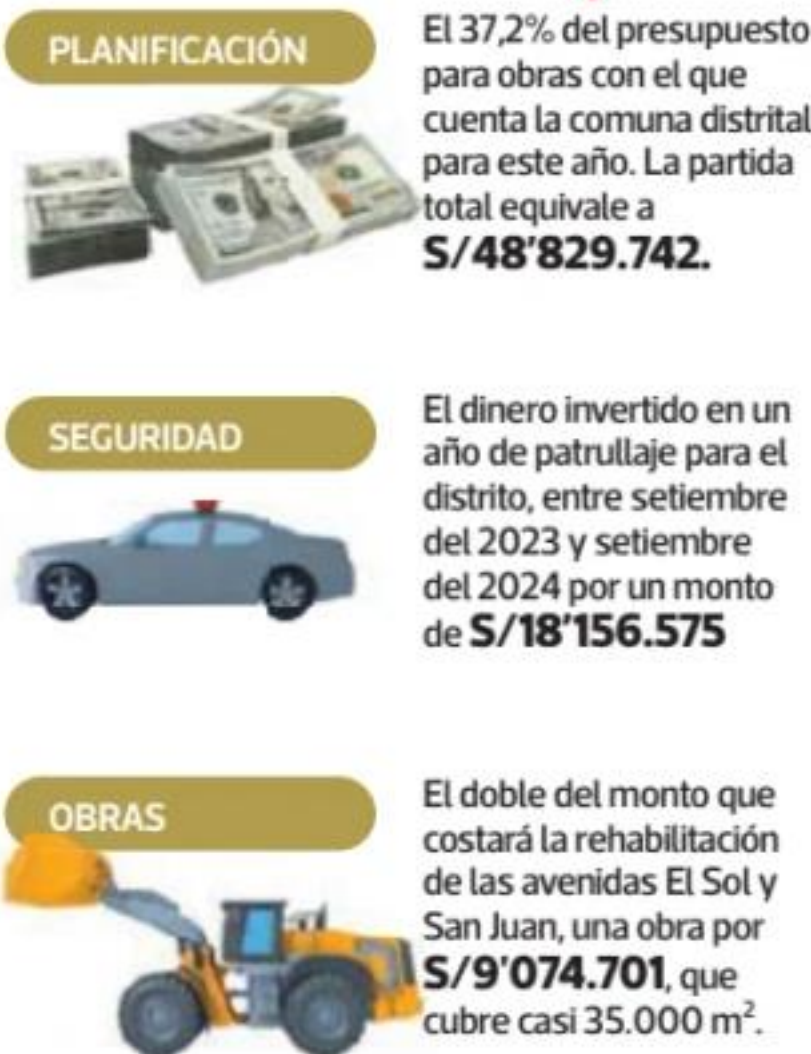 PLANIFICACIÓN
El 37,2% del presupuesto
para obras con el que
cuenta la comuna distrital
para este año. La partida
total equivale a
S/48'829.742.
SEGURIDAD
El dinero invertido en un
año de patrullaje para el
distrito, entre setiembre
del 2023 y setiembre
del 2024 por un monto
de S/18'156.575
OBRAS
El doble del monto que
costará la rehabilitación
de las avenidas El Sol y
San Juan, una obra por
S/9'074.701, que
cubre casi 35.000 m².